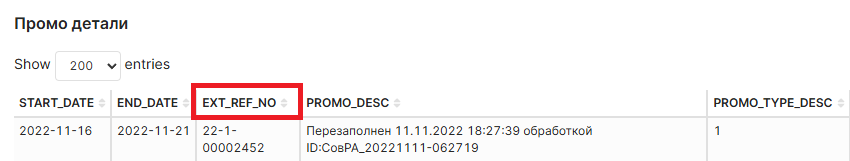 Промо детали
Show 200 entries
START_DATE END_DATE EXT_REF_NO PROMO_DESC PROMO_TYPE_DESC
2022-11-16 2022-11-21 22-1- Перезаполнен 11.11.2022 18:27:39 обработкой 1
00002452 ID:СовРА_20221111-062719